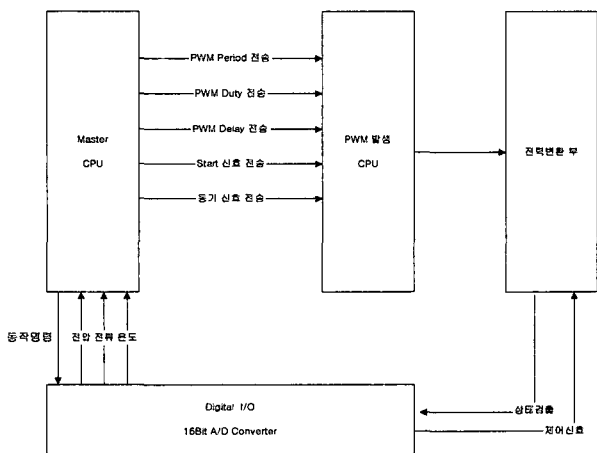 PWM Period 전송
PWM Duty 전송
PWM Delay 전송
Start 신호 전송
동기 신호 전송
Master
CPU
PWM 발생
CPU
전력변환 부
동작명령
전압
전류
온도
Digital I/O
16Bit A/D Converter
상태검출
제어신호